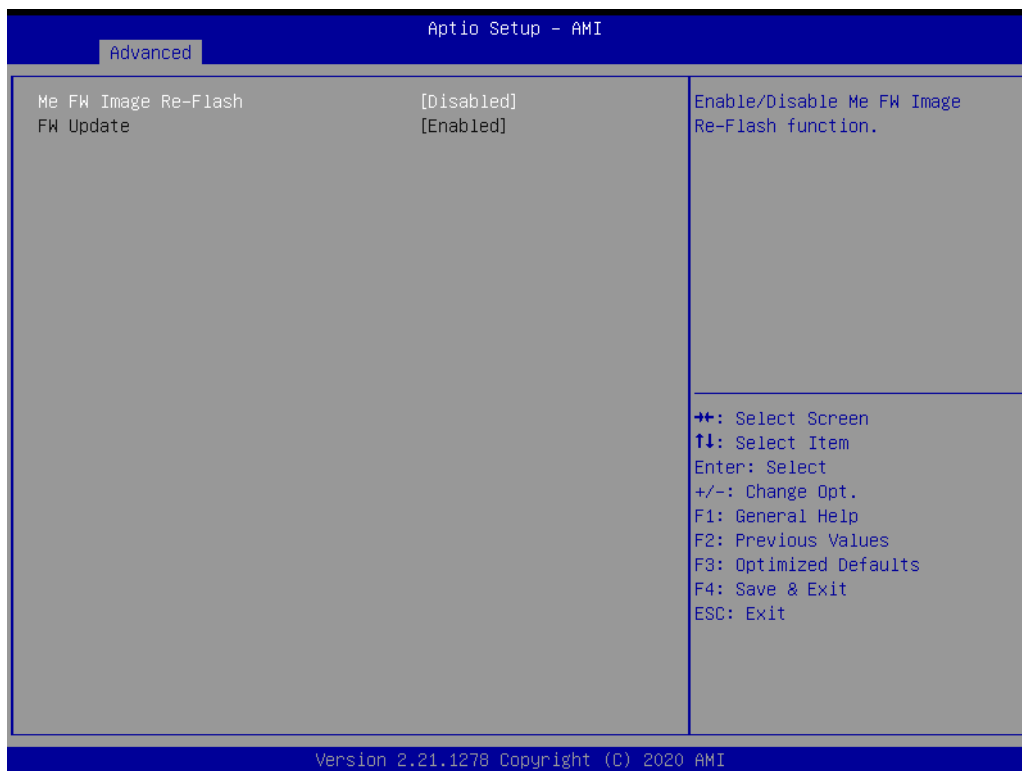 Aptio Setup – AMI
Advanced
Me FW Image Re-Flash [Disabled]
FW Update [Enabled]
Enable/Disable Me FW Image
Re-Flash function.
→←: Select Screen
↑↓: Select Item
Enter: Select
+/-: Change Opt.
F1: General Help
F2: Previous Values
F3: Optimized Defaults
F4: Save & Exit
ESC: Exit
Version 2.21.1278 Copyright (C) 2020 AMI